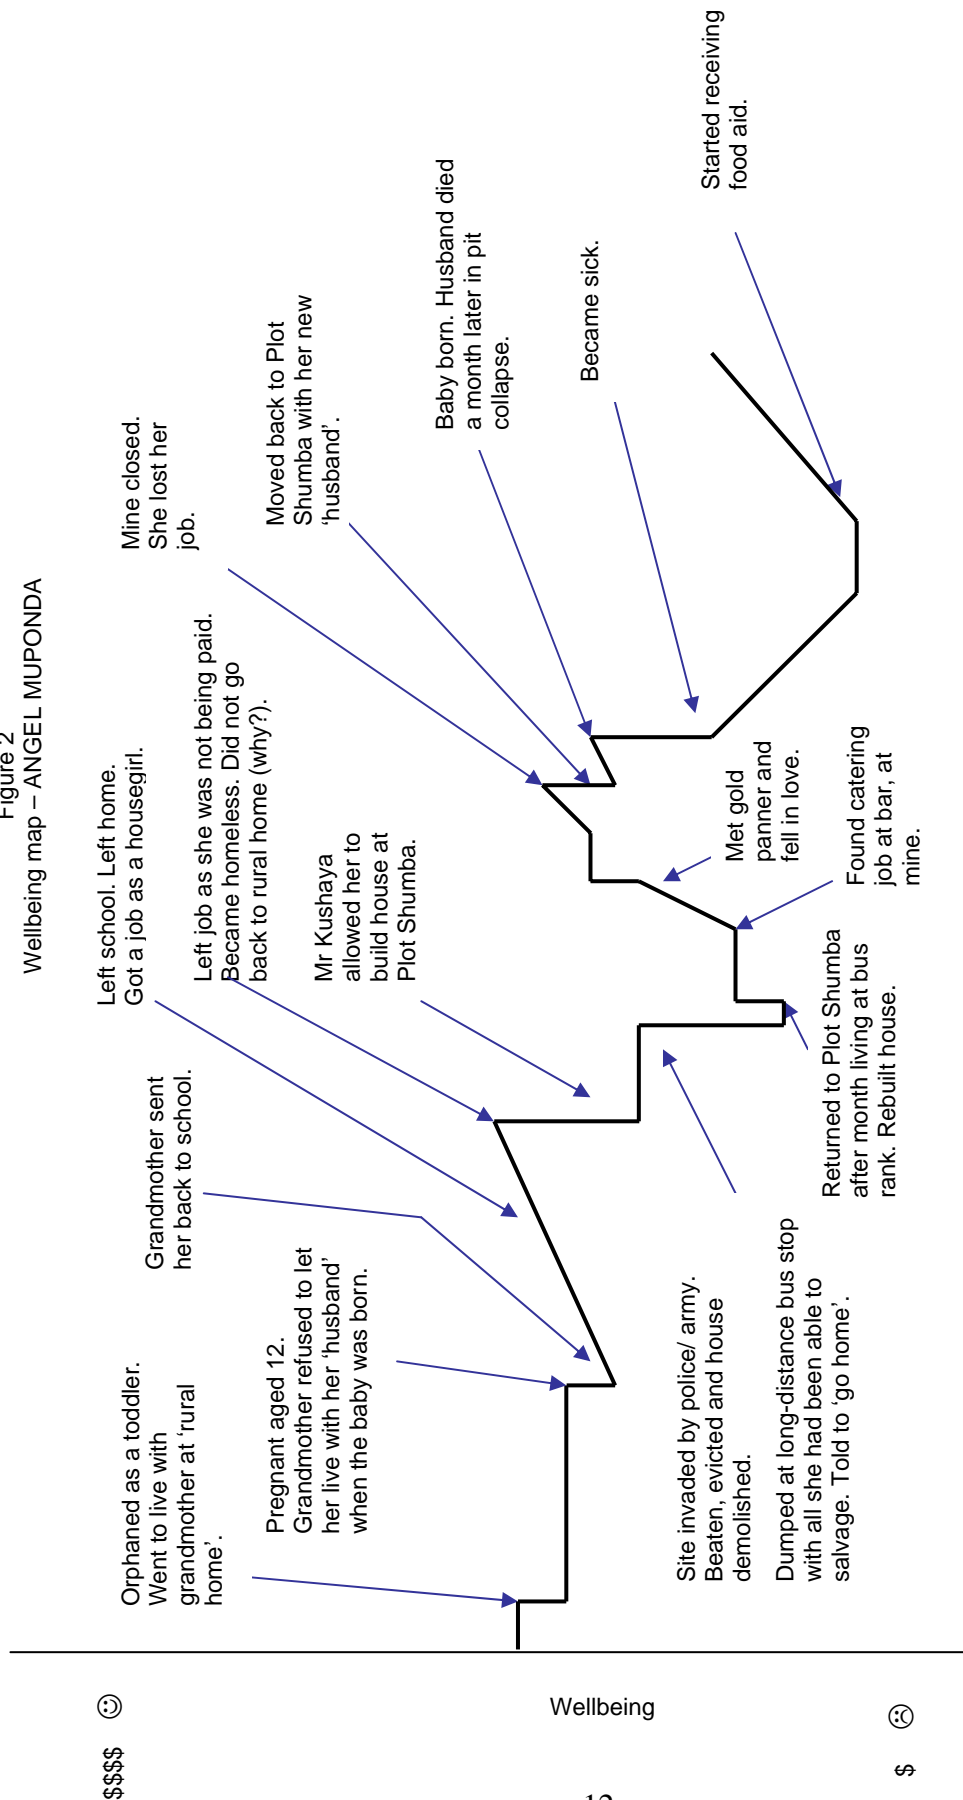 Figure 2
Wellbeing map – ANGEL MUPONDA
$$$$ ☺
Wellbeing
$ ☹
Orphaned as a toddler.
Went to live with
grandmother at ‘rural
home’.
Pregnant aged 12.
Grandmother refused to let
her live with her ‘husband’
when the baby was born.
Grandmother sent
her back to school.
Left school. Left home.
Got a job as a housegirl.
Left job as she was not being paid.
Became homeless. Did not go
back to rural home (why?).
Mr Kushaya
allowed her to
build house at
Plot Shumba.
Site invaded by police/ army.
Beaten, evicted and house
demolished.
Dumped at long-distance bus stop
with all she had been able to
salvage. Told to ‘go home’.
Returned to Plot Shumba
after month living at bus
rank. Rebuilt house.
Found catering
job at bar, at
mine.
Met gold
panner and
fell in love.
Mine closed.
She lost her
job.
Moved back to Plot
Shumba with her new
‘husband’.
Baby born. Husband died
a month later in pit
collapse.
Became sick.
Started receiving
food aid.
12